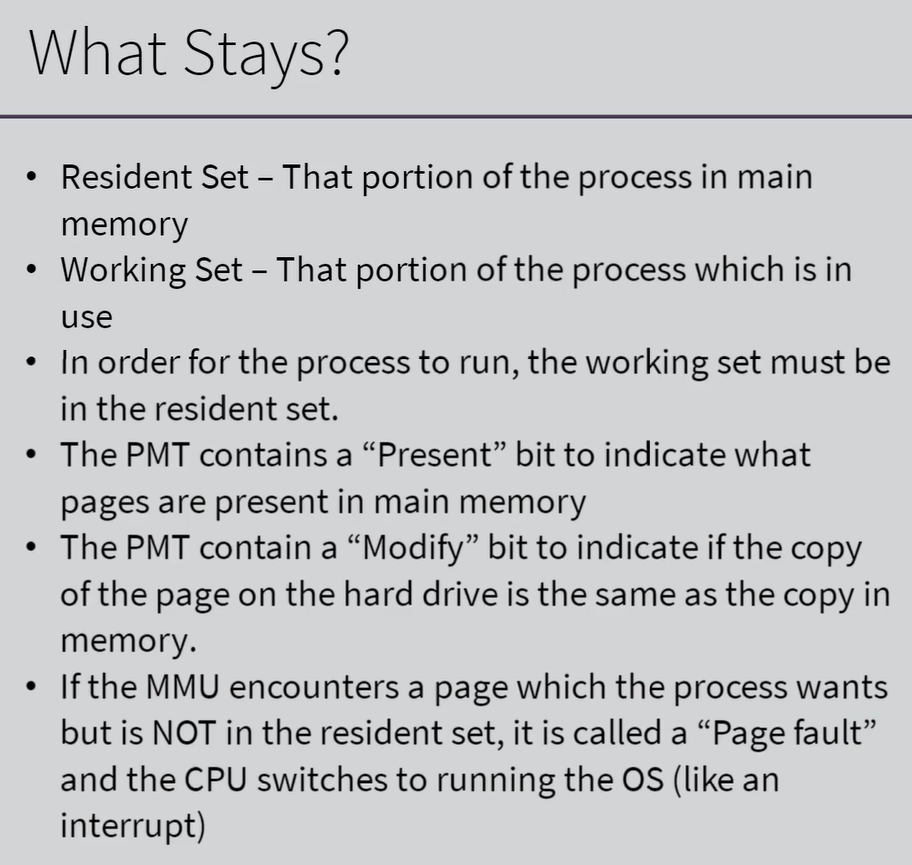 What Stays?
• Resident Set – That portion of the process in main
memory
• Working Set – That portion of the process which is in
use
• In order for the process to run, the working set must be
in the resident set.
• The PMT contains a “Present” bit to indicate what
pages are present in main memory
• The PMT contain a “Modify” bit to indicate if the copy
of the page on the hard drive is the same as the copy in
memory.
• If the MMU encounters a page which the process wants
but is NOT in the resident set, it is called a “Page fault”
and the CPU switches to running the OS (like an
interrupt)